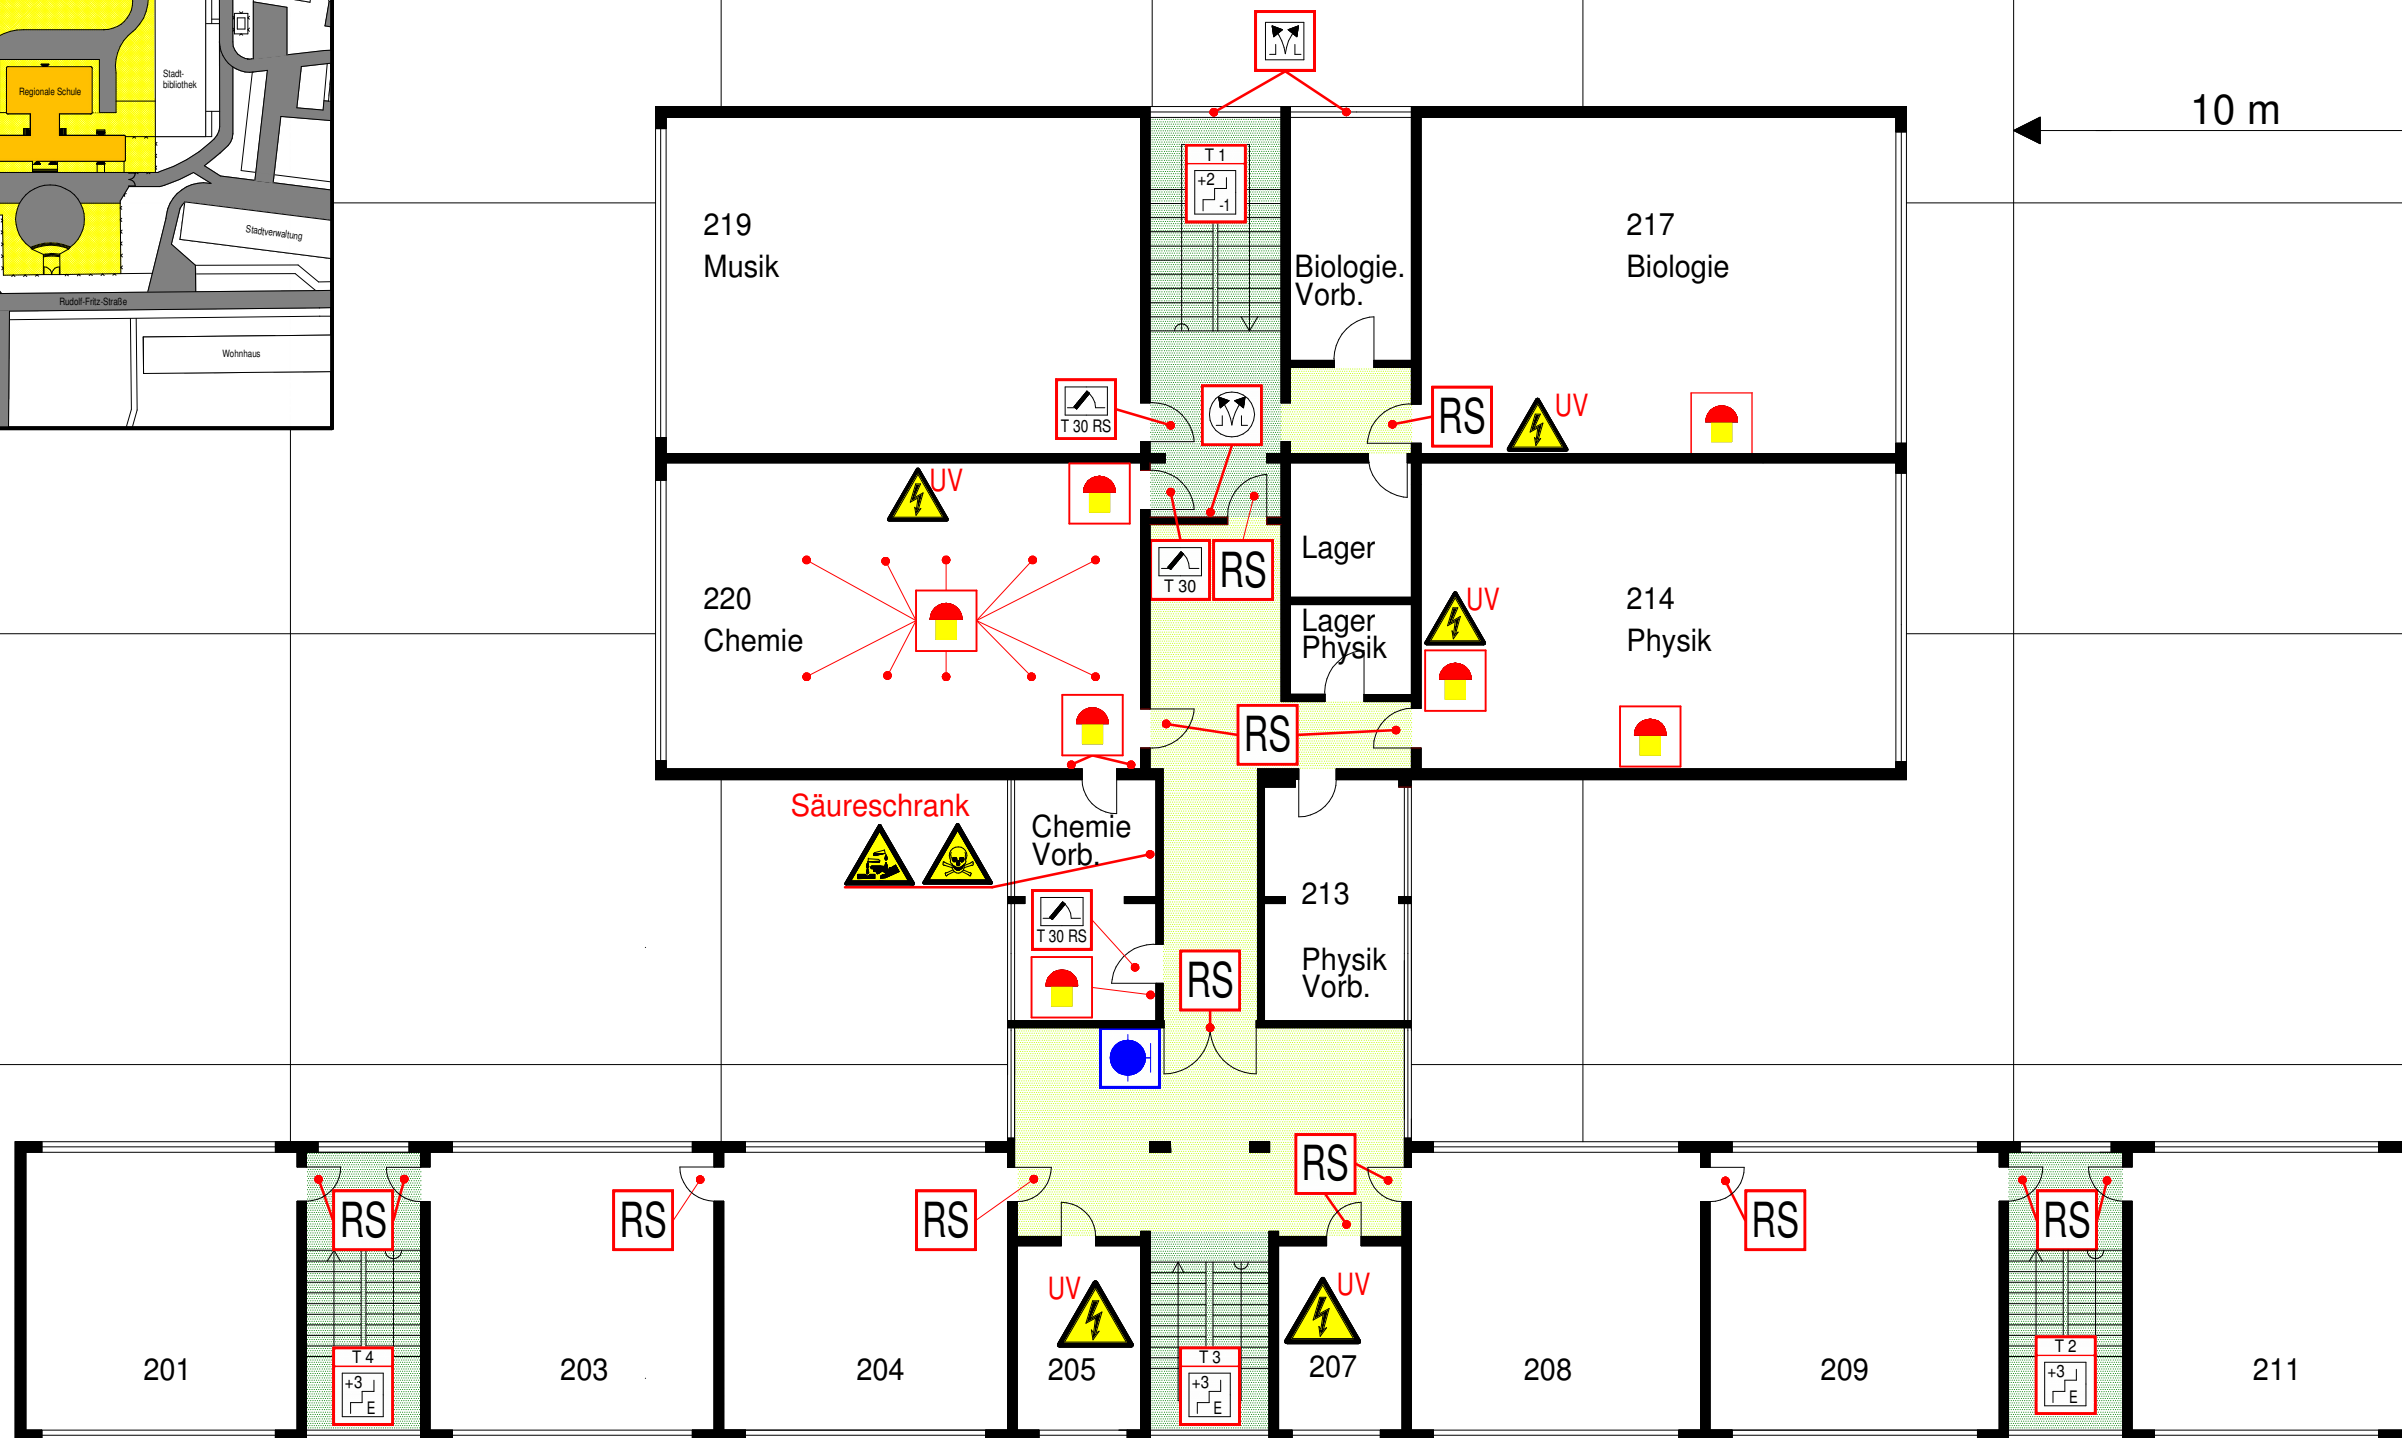 Stadt-
bibliothek
Regionale Schule
Stadtverwaltung
Rudolf-Fritz-Straße
Wohnhaus
10 m
T 1
+2
-1
219
Musik
Biologie.
Vorb.
217
Biologie
T 30 RS
RS
UV
UV
220
Chemie
T 30
RS
Lager
Lager
Physik
UV
214
Physik
RS
Säureschrank
Chemie
Vorb.
T 30 RS
213
Physik
Vorb.
RS
RS
RS
RS
RS
RS
RS
201
T 4
+3
E
203
204
UV
205
T 3
+3
E
UV
207
208
209
T 2
+3
E
211